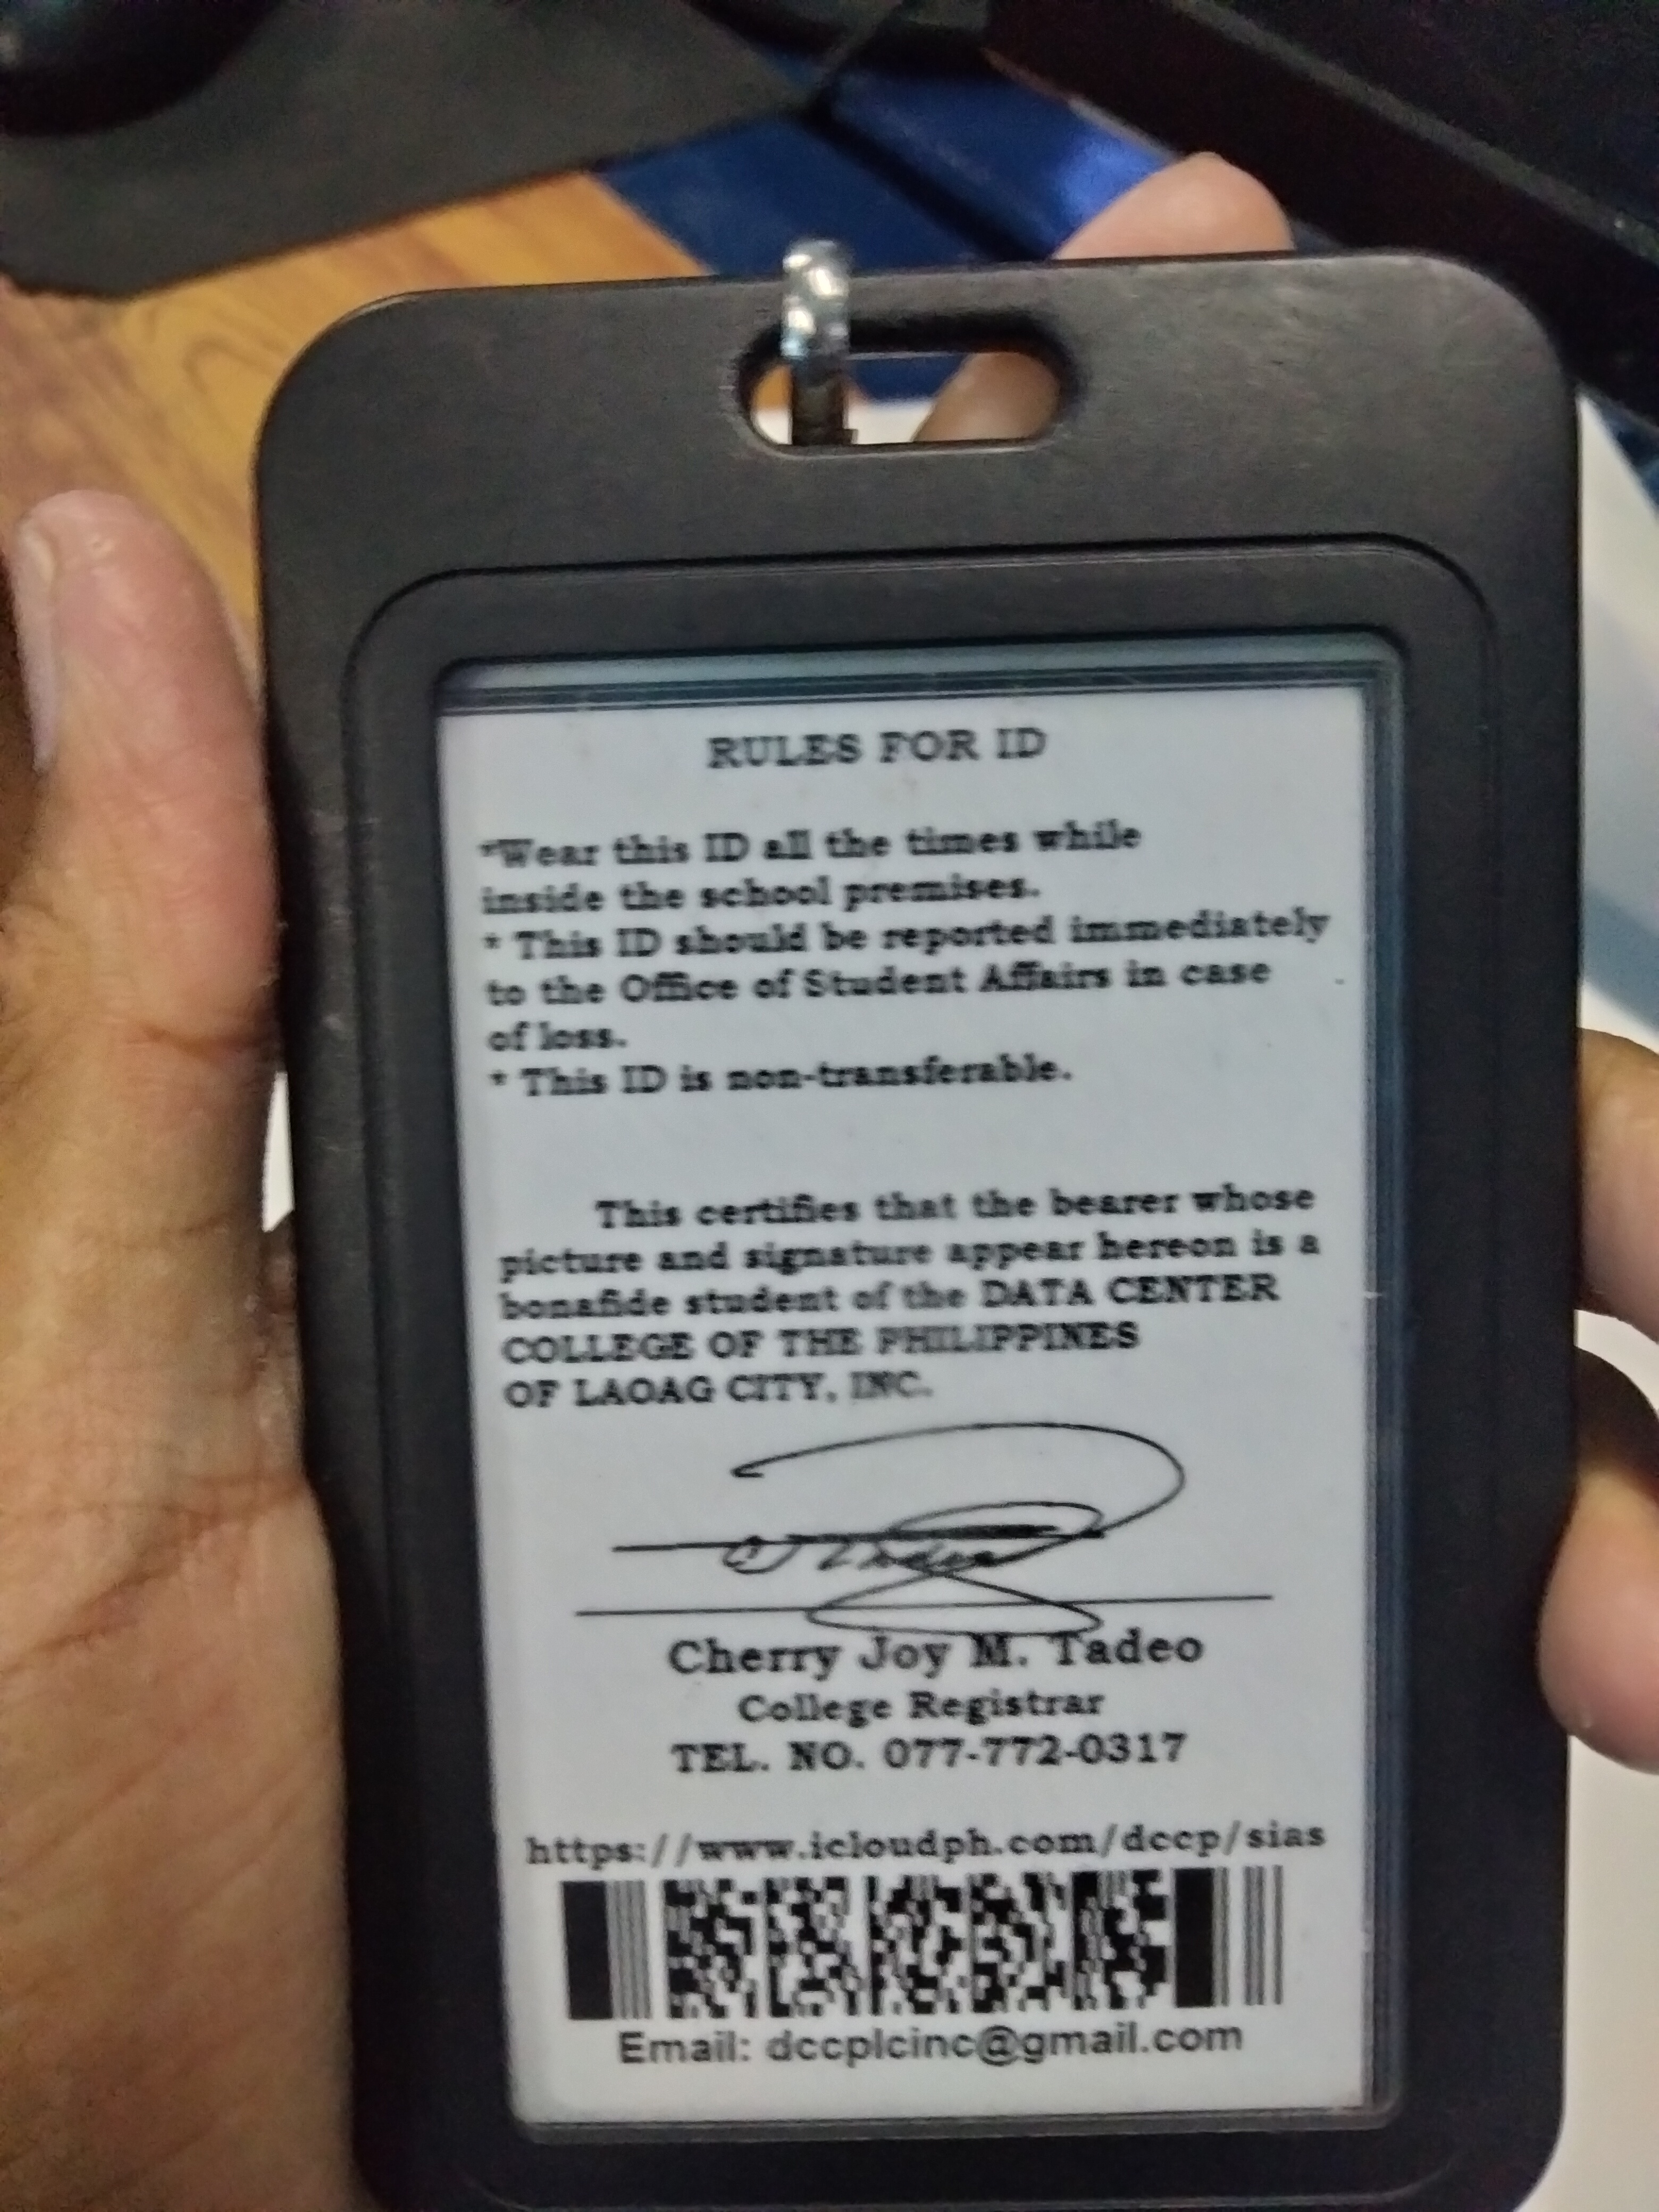 RULES FOR ID
*Wear this ID all the times while
inside the school premises.
* This ID should be reported immediately
to the Office of Student Affairs in case
of loss.
* This ID is non-transferable.
This certifies that the bearer whose
picture and signature appear hereon is a
bonafide student of the DATA CENTER
COLLEGE OF THE PHILIPPINES
OF LAOAG CITY, INC.
Cherry Joy M. Tadeo
College Registrar
TEL. NO. 077-772-0317
https://www.icloudph.com/dccp/sias
Email: dccplcinc@gmail.com